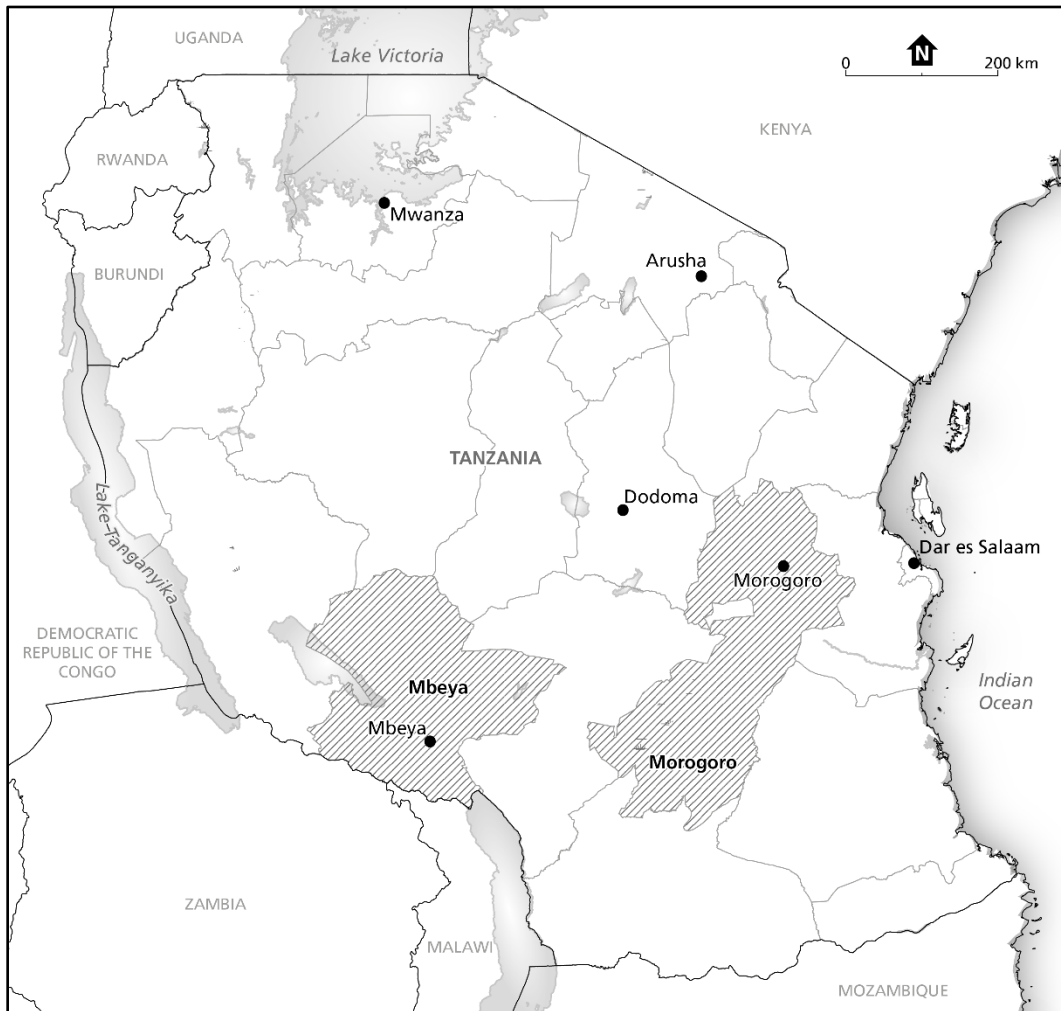 UGANDA
Lake Victoria
N
0 200 km
KENYA
RWANDA
Mwanza
BURUNDI
Arusha
TANZANIA
Lake Tanganyika
Dodoma
Dar es Salaam
Morogoro
DEMOCRATIC
REPUBLIC OF THE
CONGO
Mbeya
Indian
Ocean
Mbeya
Morogoro
ZAMBIA
MALAWI
MOZAMBIQUE